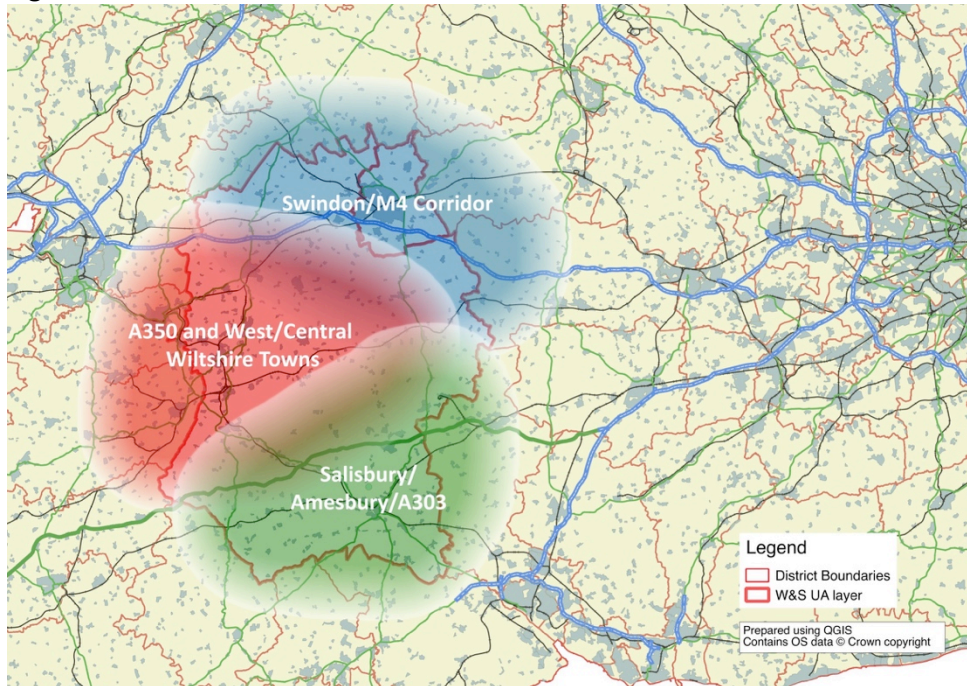 Swindon/M4 Corridor
A350 and West/Central
Wiltshire Towns
Salisbury/
Amesbury/A303
Legend
District Boundaries
W&S UA layer
Prepared using QGIS
Contains OS data © Crown copyright